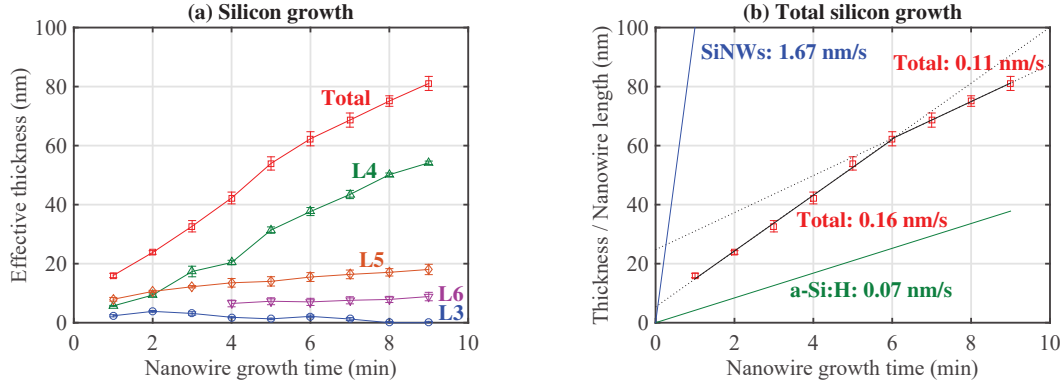 (a) Silicon growth
Effective thickness (nm)
100
80
60
40
20
0
Total
L4
L5
L6
L3
0 2 4 6 8 10
Nanowire growth time (min)
(b) Total silicon growth
Thickness / Nanowire length (nm)
100
80
60
40
20
0
SiNWs: 1.67 nm/s
Total: 0.11 nm/s
Total: 0.16 nm/s
a-Si:H: 0.07 nm/s
0 2 4 6 8 10
Nanowire growth time (min)